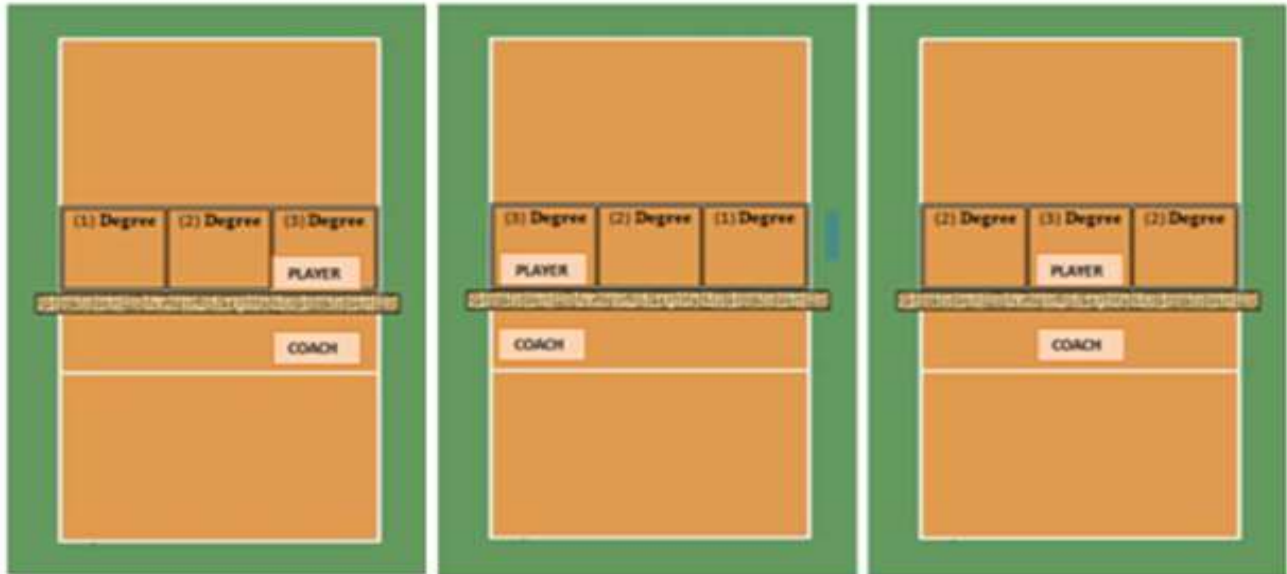 (1) Degree (2) Degree (3) Degree
PLAYER
COACH
(3) Degree (2) Degree (1) Degree
PLAYER
COACH
(2) Degree (3) Degree (2) Degree
PLAYER
COACH